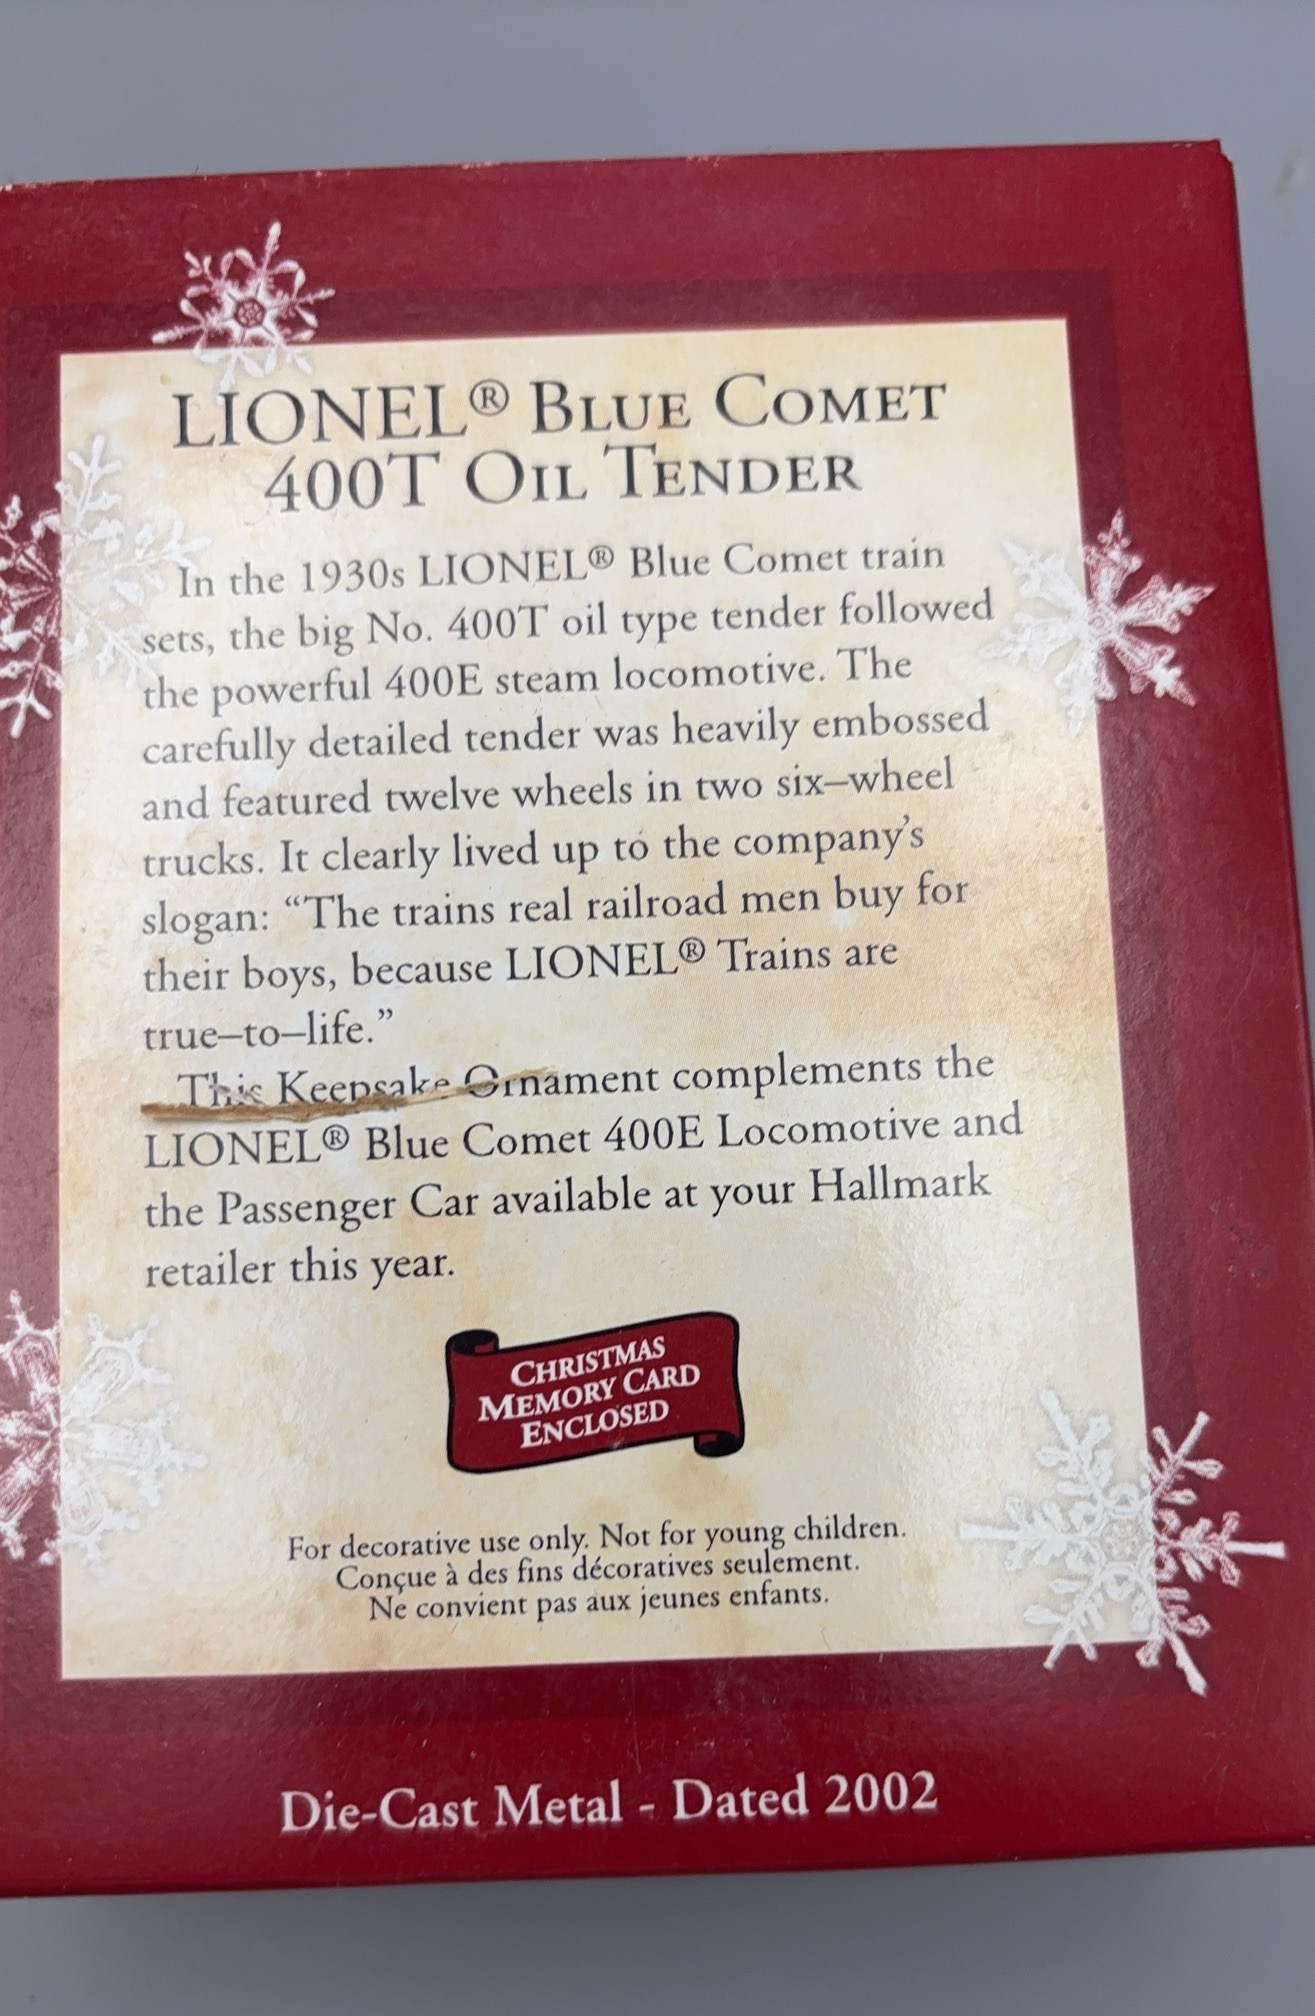 LIONEL® BLUE COMET
400T OIL TENDER
In the 1930s LIONEL® Blue Comet train
sets, the big No. 400T oil type tender followed
the powerful 400E steam locomotive. The
carefully detailed tender was heavily embossed
and featured twelve wheels in two six–wheel
trucks. It clearly lived up to the company's
slogan: “The trains real railroad men buy for
their boys, because LIONEL® Trains are
true–to–life.”
This Keepsake Ornament complements the
LIONEL® Blue Comet 400E Locomotive and
the Passenger Car available at your Hallmark
retailer this year.
CHRISTMAS
MEMORY CARD
ENCLOSED
For decorative use only. Not for young children.
Conçue à des fins décoratives seulement.
Ne convient pas aux jeunes enfants.
Die-Cast Metal - Dated 2002